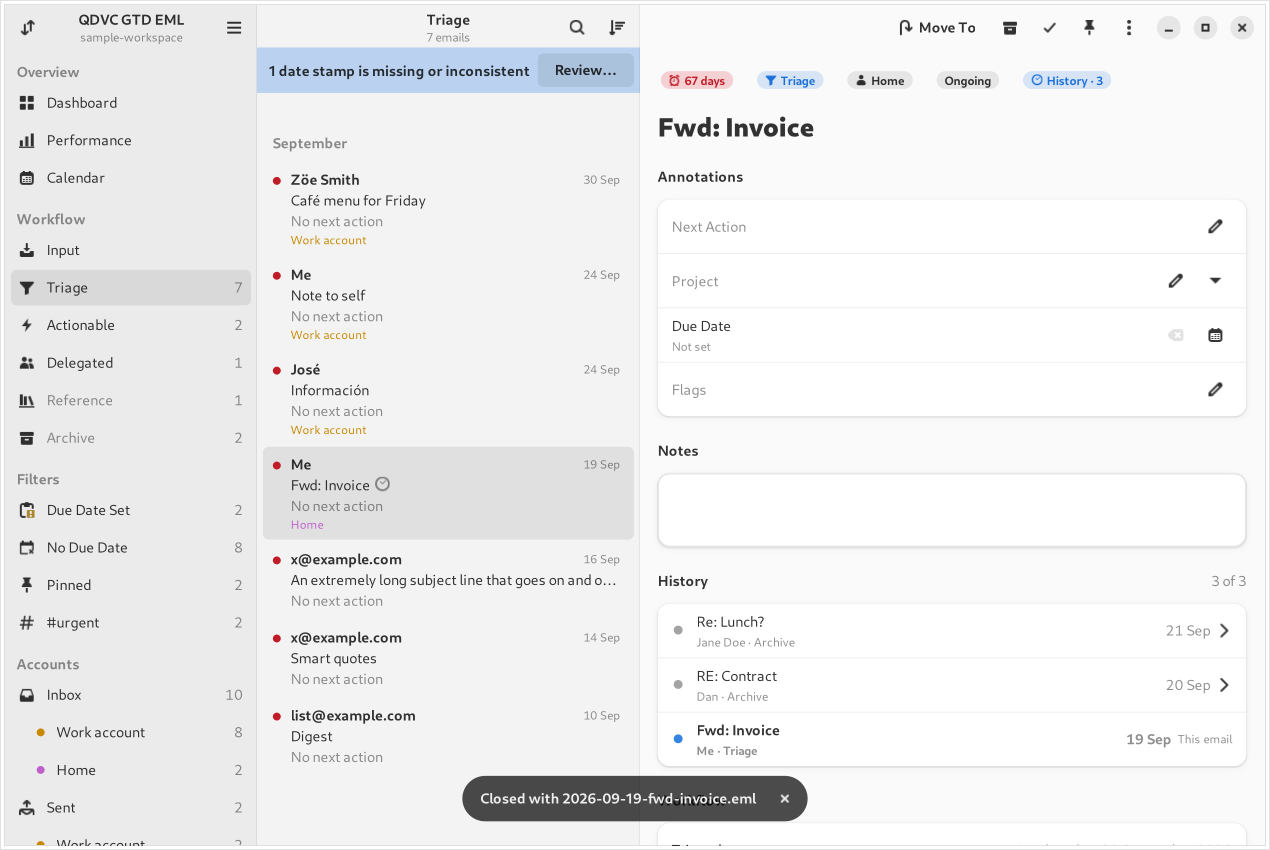 QDVC GTD EML
sample-workspace
Overview
Dashboard
Performance
Calendar
Workflow
Input
Triage 7
Actionable 2
Delegated 1
Reference 1
Archive 2
Filters
Due Date Set 2
No Due Date 8
Pinned 2
#urgent 2
Accounts
Inbox 10
Work account 8
Home 2
Sent 2
Work account 2
Triage
7 emails
1 date stamp is missing or inconsistent Review...
September
Zöe Smith 30 Sep
Café menu for Friday
No next action
Work account
Me 24 Sep
Note to self
No next action
Work account
José 24 Sep
Información
No next action
Work account
Me 19 Sep
Fwd: Invoice
No next action
Home
x@example.com 16 Sep
An extremely long subject line that goes on and o...
No next action
x@example.com 14 Sep
Smart quotes
No next action
list@example.com 10 Sep
Digest
No next action
Move To
67 days Triage Home Ongoing History · 3
Fwd: Invoice
Annotations
Next Action
Project
Due Date
Not set
Flags
Notes
History 3 of 3
Re: Lunch? 21 Sep
Jane Doe · Archive
RE: Contract 20 Sep
Dan · Archive
Fwd: Invoice 19 Sep This email
Me · Triage
Closed with 2026-09-19-fwd-invoice.eml